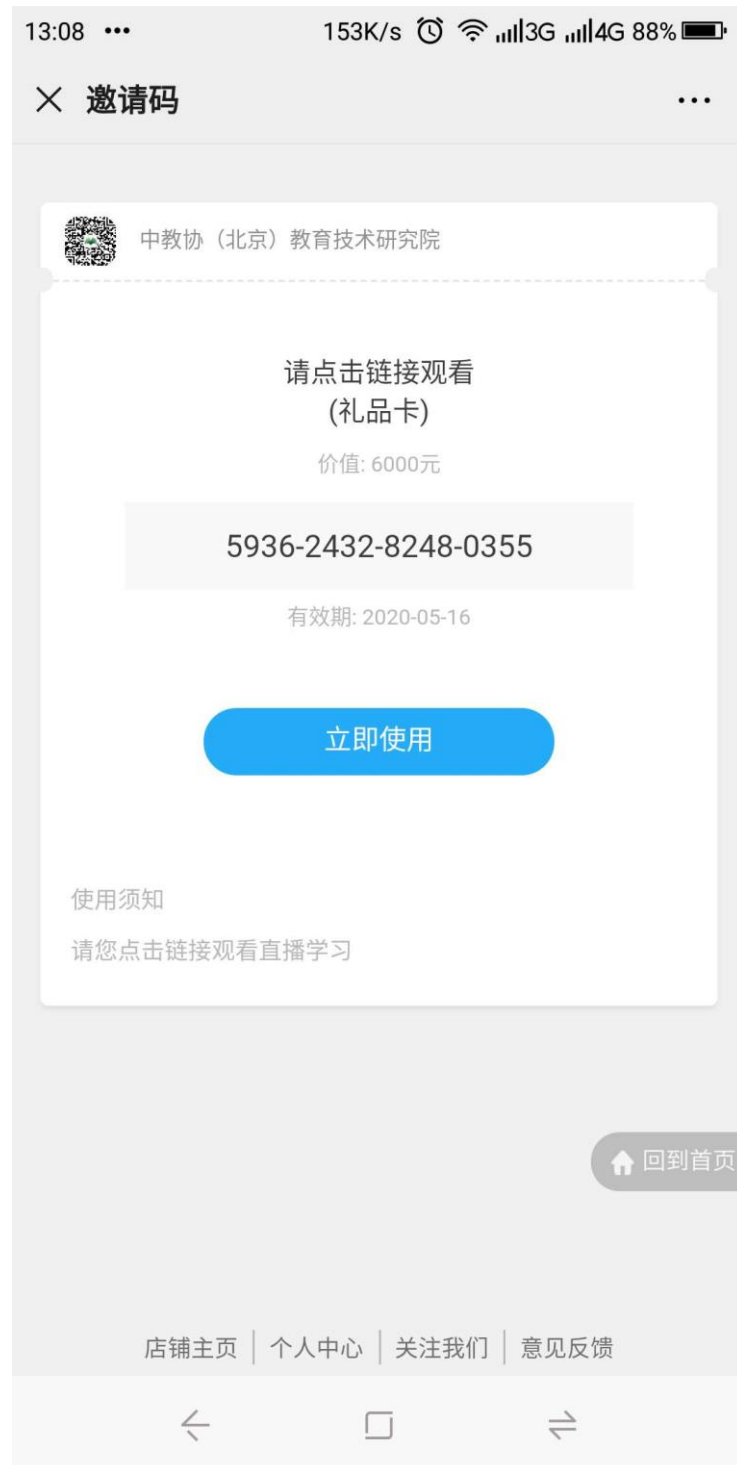 13:08 ••• 153K/s 3G 4G 88%
邀请码 ...
中教协（北京）教育技术研究院
请点击链接观看
(礼品卡)
价值: 6000元
5936-2432-8248-0355
有效期: 2020-05-16
立即使用
使用须知
请您点击链接观看直播学习
回到首页
店铺主页 | 个人中心 | 关注我们 | 意见反馈